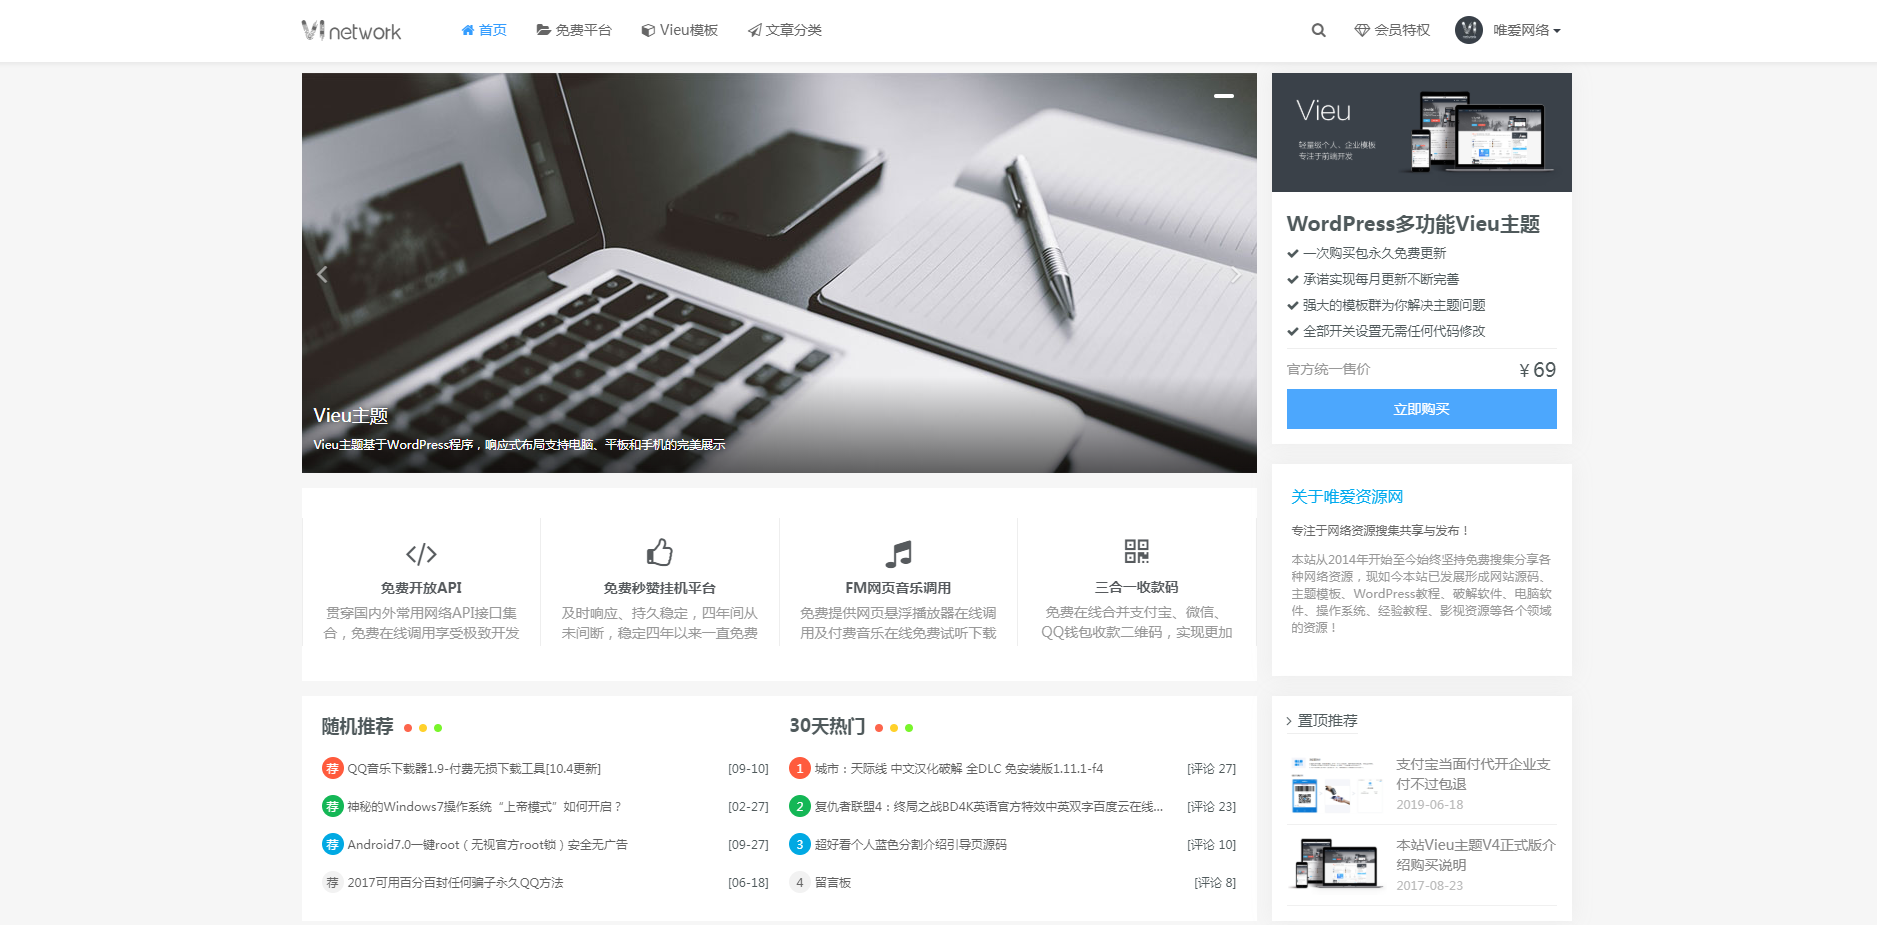 VI network
首页
免费平台
Vieu模板
文章分类
会员特权
唯爱网络
Vieu主题
Vieu主题基于WordPress程序，响应式布局支持电脑、平板和手机的完美展示
Vieu
轻量级个人、企业模板
专注于前端开发
WordPress多功能Vieu主题
一次购买包永久免费更新
承诺实现每月更新不断完善
强大的模板群为你解决主题问题
全部开关设置无需任何代码修改
官方统一售价
￥69
立即购买
免费开放API
贯穿国内外常用网络API接口集
合，免费在线调用享受极致开发
免费秒赞挂机平台
及时响应、持久稳定，四年间从
未间断，稳定四年以来一直免费
FM网页音乐调用
免费提供网页悬浮播放器在线调
用及付费音乐在线免费试听下载
三合一收款码
免费在线合并支付宝、微信、
QQ钱包收款二维码，实现更加
关于唯爱资源网
专注于网络资源搜集共享与发布！
本站从2014年开始至今始终坚持免费搜集分享各
种网络资源，现如今本站已发展形成网站源码、
主题模板、WordPress教程、破解软件、电脑软
件、操作系统、经验教程、影视资源等各个领域
的资源！
随机推荐
荐 QQ音乐下载器1.9-付费无损下载工具[10.4更新] [09-10]
荐 神秘的Windows7操作系统“上帝模式”如何开启？ [02-27]
荐 Android7.0一键root（无视官方root锁）安全无广告 [09-27]
荐 2017可用百分百封任何骗子永久QQ方法 [06-18]
30天热门
1 城市：天际线 中文汉化破解 全DLC 免安装版1.11.1-f4 [评论 27]
2 复仇者联盟4：终局之战BD4K英语官方特效中英双字百度云在线... [评论 23]
3 超好看个人蓝色分割介绍引导页源码 [评论 10]
4 留言板 [评论 8]
置顶推荐
支付宝当面付代开企业支
付不过包退
2019-06-18
本站Vieu主题V4正式版介
绍购买说明
2017-08-23